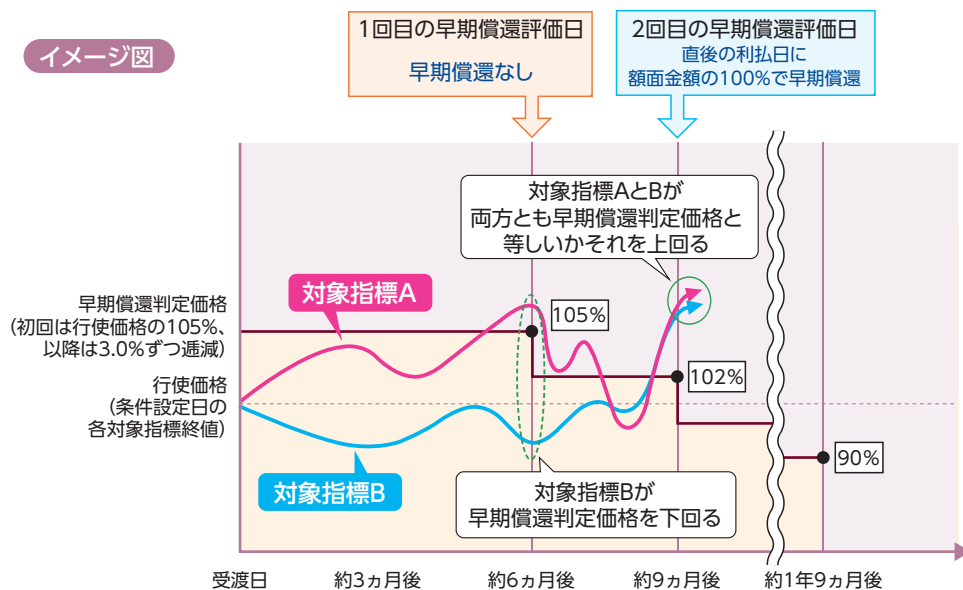 イメージ図
1回目の早期償還評価日
早期償還なし
2回目の早期償還評価日
直後の利払日に
額面金額の100%で早期償還
対象指標AとBが
両方とも早期償還判定価格と
等しいかそれを上回る
対象指標A
早期償還判定価格
(初回は行使価格の105%、
以降は3.0%ずつ逓減)
105%
102%
行使価格
(条件設定日の
各対象指標終値)
90%
対象指標B
対象指標Bが
早期償還判定価格を下回る
受渡日
約3ヵ月後
約6ヵ月後
約9ヵ月後
約1年9ヵ月後